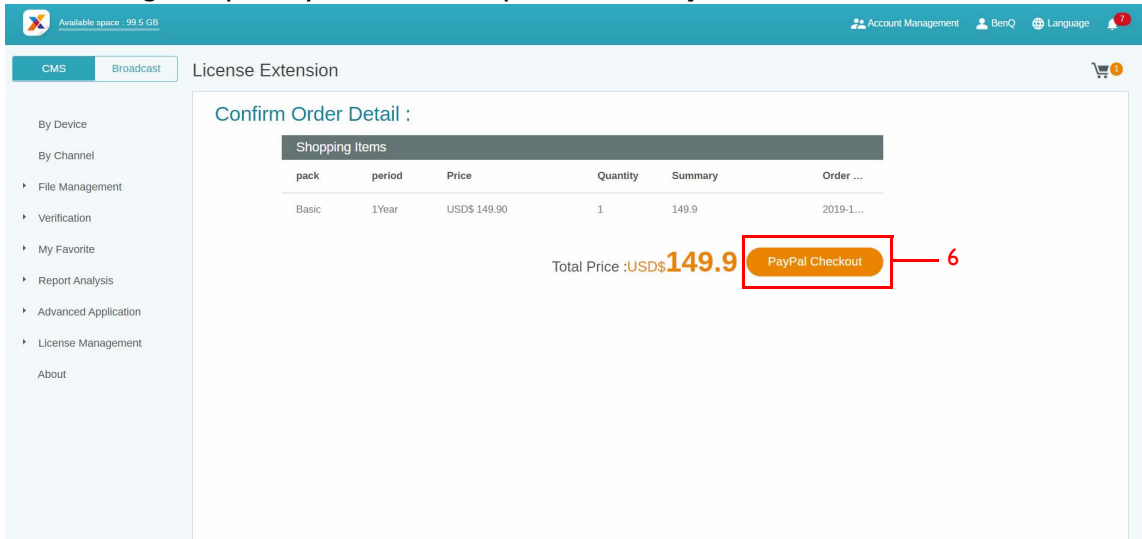 Available space : 99.5 GB
Account Management BenQ Language 7
CMS Broadcast
License Extension
1
By Device
By Channel
File Management
Verification
My Favorite
Report Analysis
Advanced Application
License Management
About
Confirm Order Detail :
Shopping Items
pack period Price Quantity Summary Order ...
Basic 1Year USD$ 149.90 1 149.9 2019-1...
Total Price :USD$149.9 PayPal Checkout
6